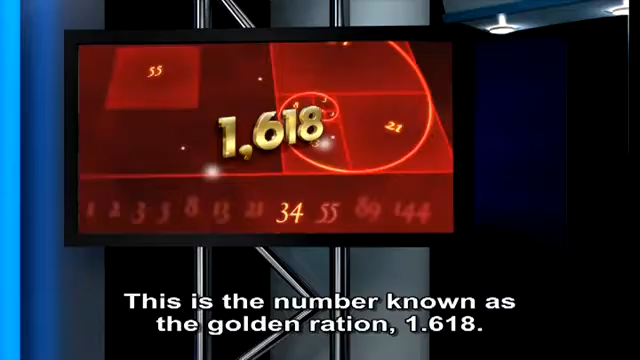 55
1,618
21
1 2 3 5 8 13 21 34 55 89 144
This is the number known as
the golden ration, 1.618.